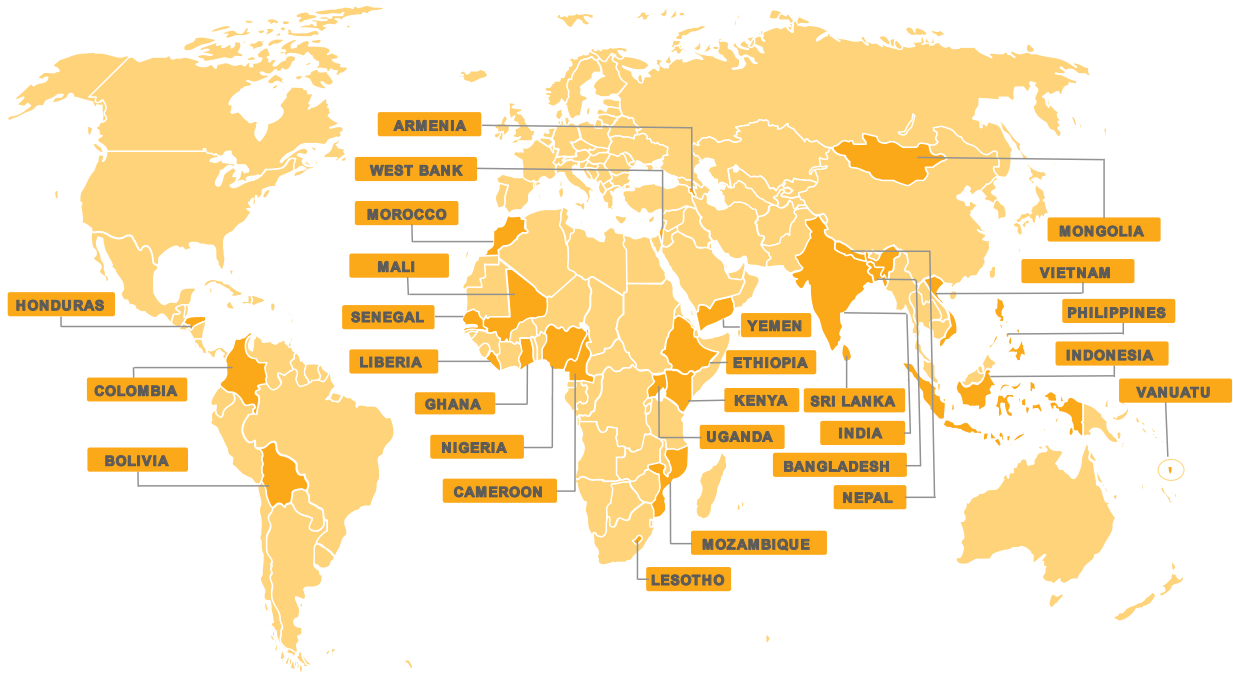 ARMENIA
WEST BANK
MOROCCO
MONGOLIA
MALI
VIETNAM
HONDURAS
SENEGAL
YEMEN
PHILIPPINES
LIBERIA
ETHIOPIA
INDONESIA
COLOMBIA
GHANA
KENYA
SRI LANKA
VANUATU
NIGERIA
UGANDA
INDIA
BOLIVIA
BANGLADESH
CAMEROON
NEPAL
MOZAMBIQUE
LESOTHO